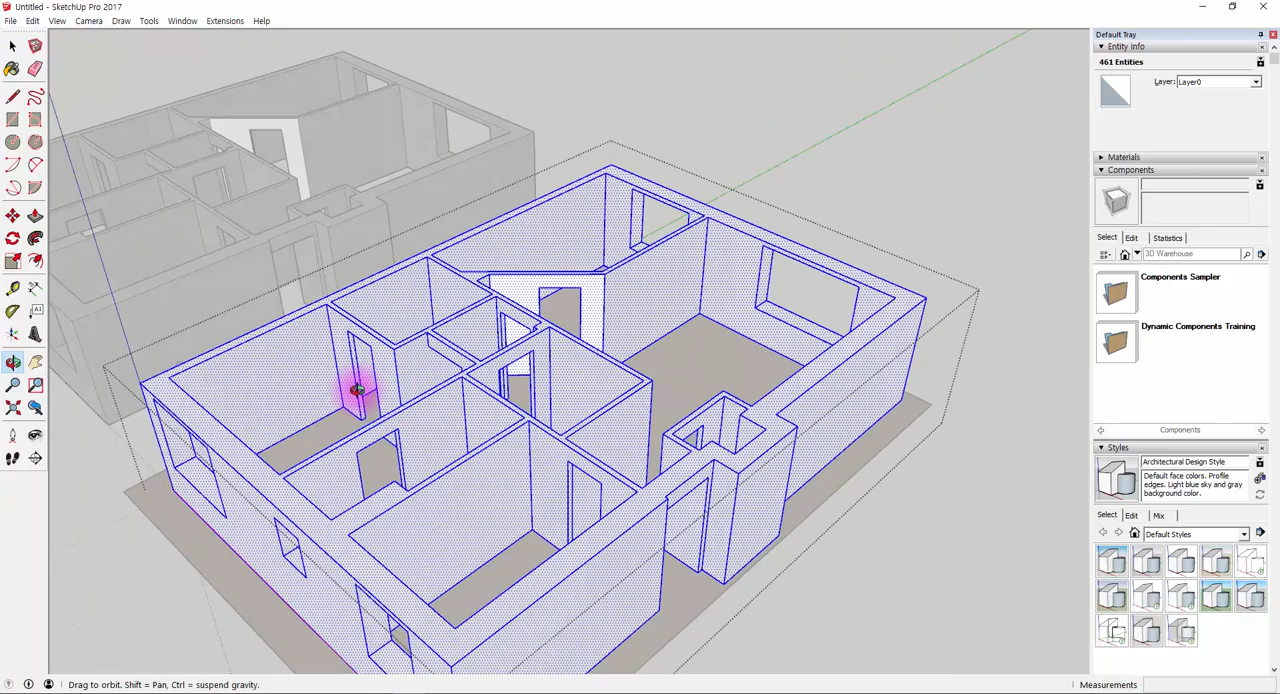 Untitled - SketchUp Pro 2017
File Edit View Camera Draw Tools Window Extensions Help
Default Tray
Entity Info
461 Entities
Layer: Layer0
Materials
Components
Select Edit Statistics
3D Warehouse
Components Sampler
Dynamic Components Training
Components
Styles
Architectural Design Style
Default face colors. Profile
edges. Light blue sky and gray
background color.
Select Edit Mix
Default Styles
A1
Drag to orbit. Shift = Pan, Ctrl = suspend gravity.
Measurements